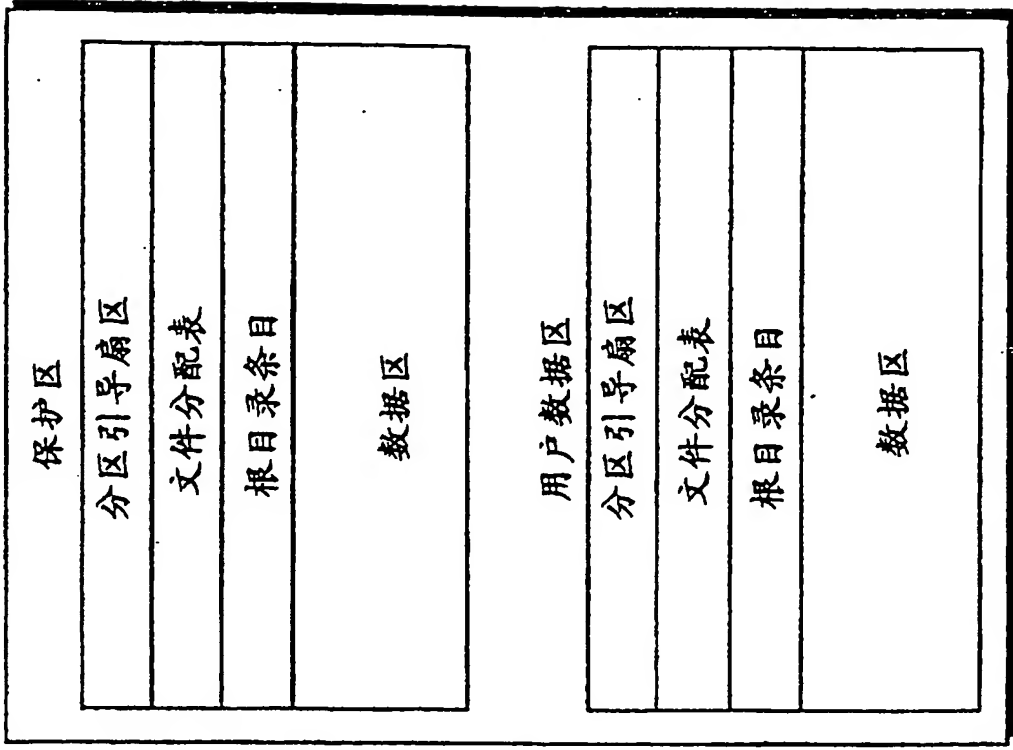 保护区
分区引导扇区
文件分配表
根目录条目
数据区
用户数据区
分区引导扇区
文件分配表
根目录条目
数据区